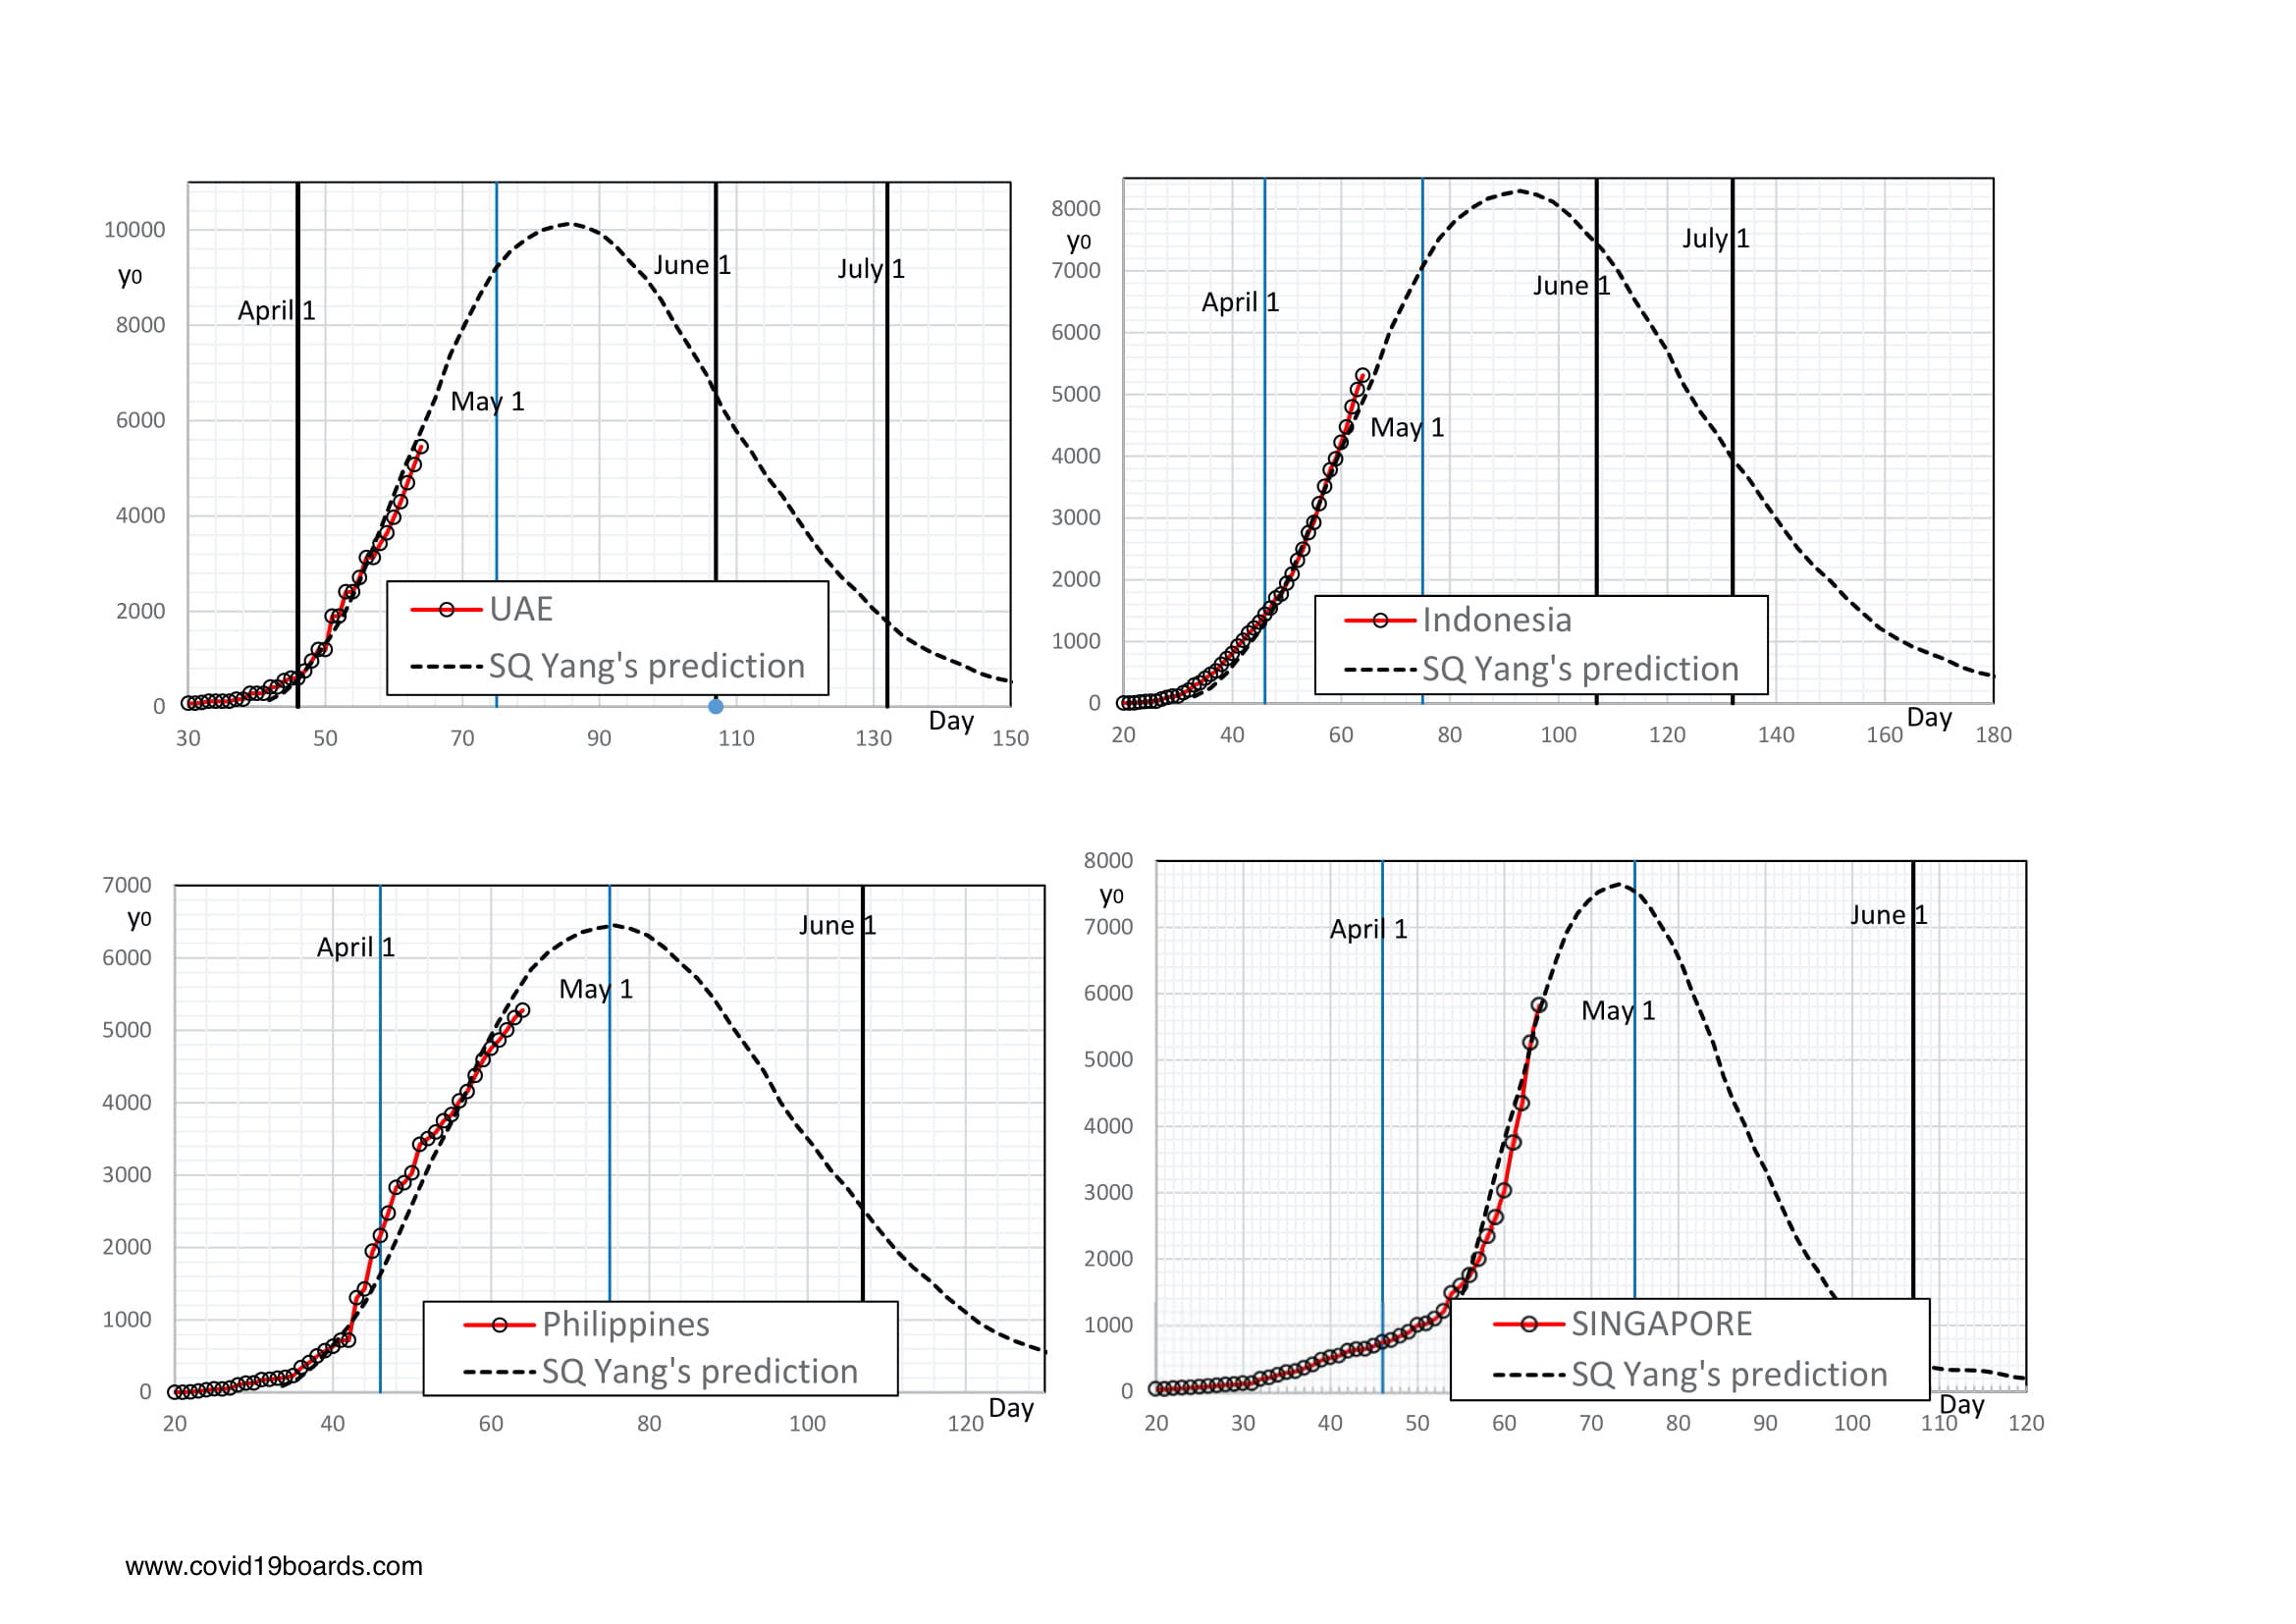 10000
y0
8000
6000
4000
2000
0
April 1
May 1
June 1
July 1
UAE
SQ Yang's prediction
Day
30 50 70 90 110 130 150
8000
y0
7000
6000
5000
4000
3000
2000
1000
0
April 1
May 1
June 1
July 1
Indonesia
SQ Yang's prediction
Day
20 40 60 80 100 120 140 160 180
7000
y0
6000
5000
4000
3000
2000
1000
0
April 1
May 1
June 1
Philippines
SQ Yang's prediction
Day
20 40 60 80 100 120
8000
y0
7000
6000
5000
4000
3000
2000
1000
0
April 1
May 1
June 1
SINGAPORE
SQ Yang's prediction
Day
20 30 40 50 60 70 80 90 100 110 120
www.covid19boards.com